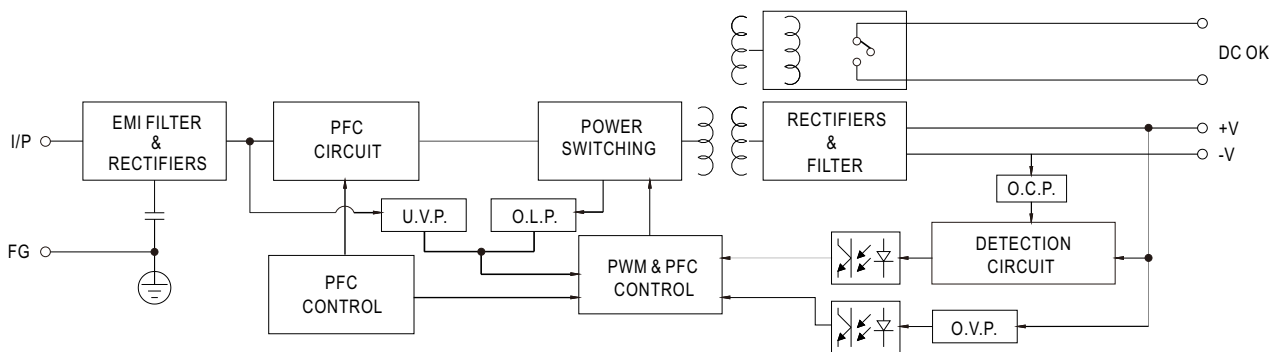 DC OK
I/P
EMI FILTER
&
RECTIFIERS
PFC
CIRCUIT
POWER
SWITCHING
RECTIFIERS
&
FILTER
+V
-V
O.C.P.
U.V.P.
O.L.P.
FG
PFC
CONTROL
PWM & PFC
CONTROL
DETECTION
CIRCUIT
O.V.P.